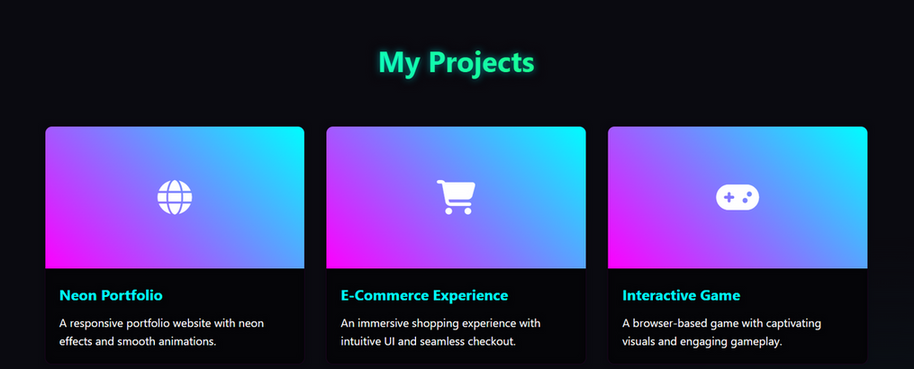 My Projects
Neon Portfolio
A responsive portfolio website with neon
effects and smooth animations.
E-Commerce Experience
An immersive shopping experience with
intuitive UI and seamless checkout.
Interactive Game
A browser-based game with captivating
visuals and engaging gameplay.